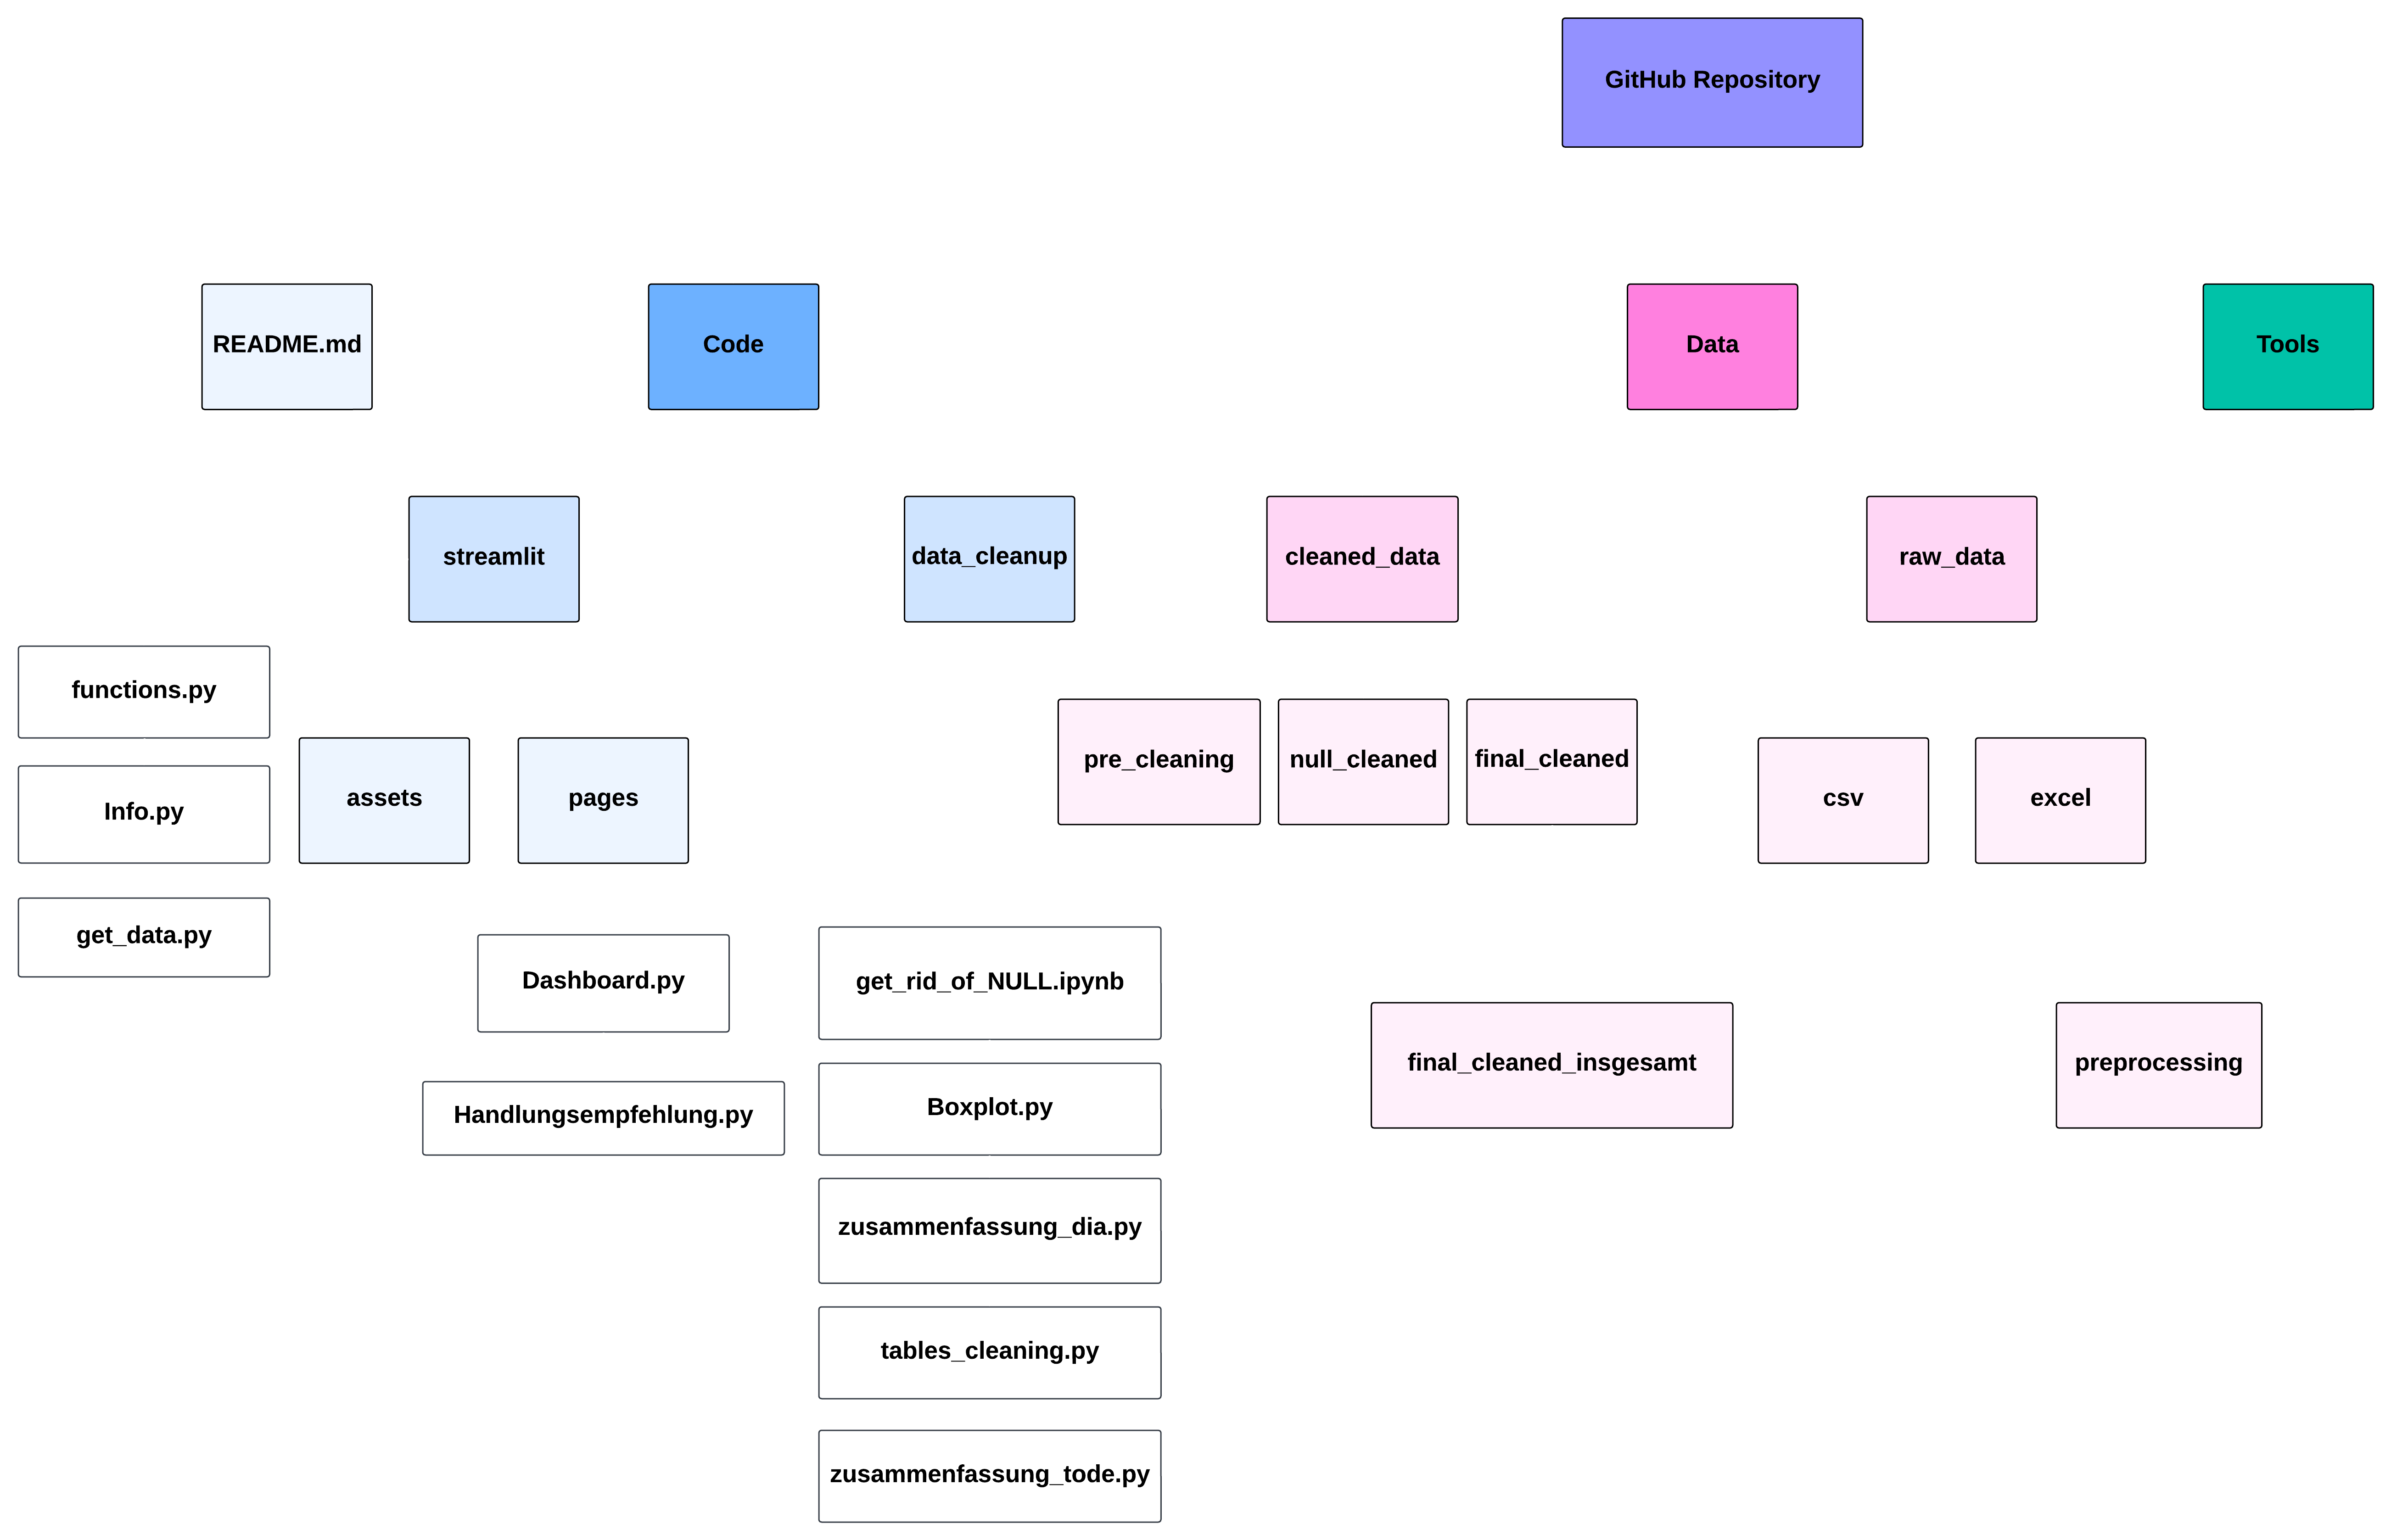 GitHub Repository
README.md
Code
Data
Tools
streamlit
data_cleanup
cleaned_data
raw_data
functions.py
Info.py
get_data.py
assets
pages
pre_cleaning
null_cleaned
final_cleaned
csv
excel
Dashboard.py
Handlungsempfehlung.py
get_rid_of_NULL.ipynb
Boxplot.py
zusammenfassung_dia.py
tables_cleaning.py
zusammenfassung_tode.py
final_cleaned_insgesamt
preprocessing